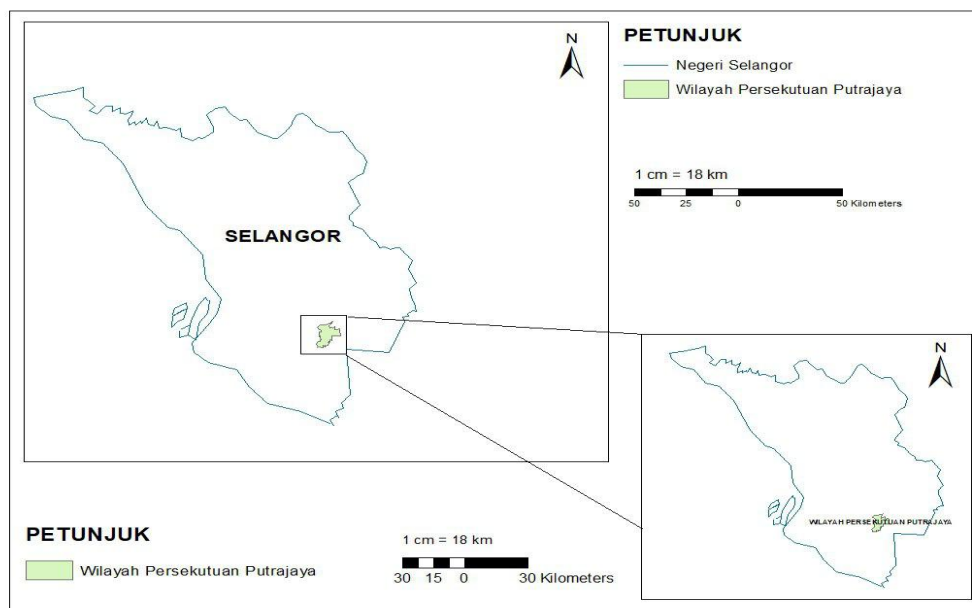 N
PETUNJUK
Negeri Selangor
Wilayah Persekutuan Putrajaya
1 cm = 18 km
50 25 0 50 Kilometers
SELANGOR
N
WILAYAH PERSEKUTUAN PUTRAJAYA
PETUNJUK
Wilayah Persekutuan Putrajaya
1 cm = 18 km
30 15 0 30 Kilometers